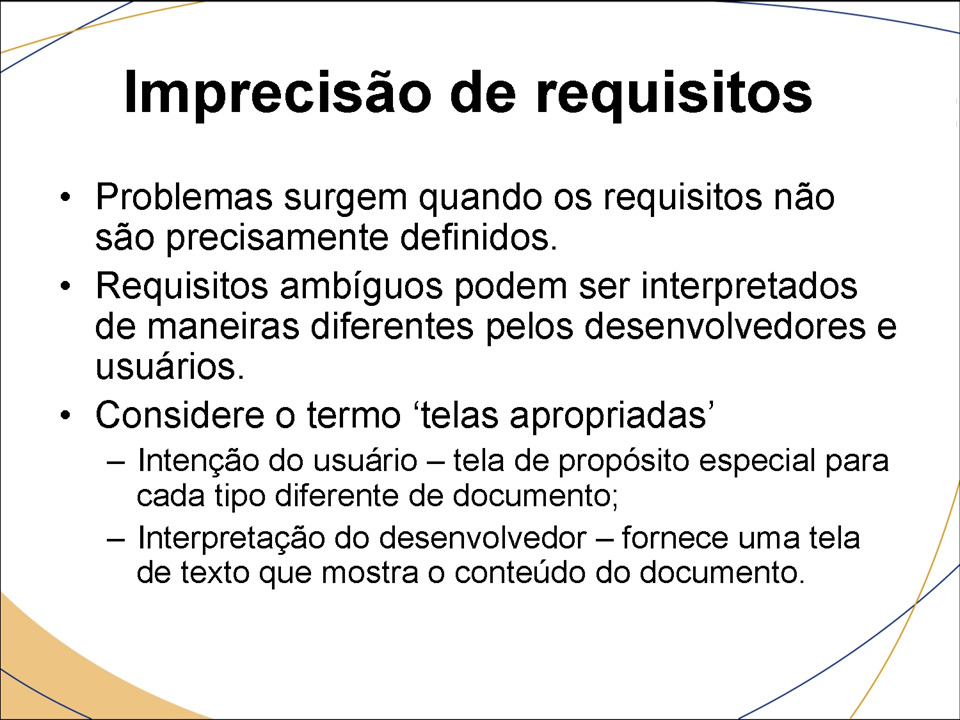 Imprecisão de requisitos
• Problemas surgem quando os requisitos não
são precisamente definidos.
• Requisitos ambíguos podem ser interpretados
de maneiras diferentes pelos desenvolvedores e
usuários.
• Considere o termo ‘telas apropriadas’
– Intenção do usuário – tela de propósito especial para
cada tipo diferente de documento;
– Interpretação do desenvolvedor – fornece uma tela
de texto que mostra o conteúdo do documento.